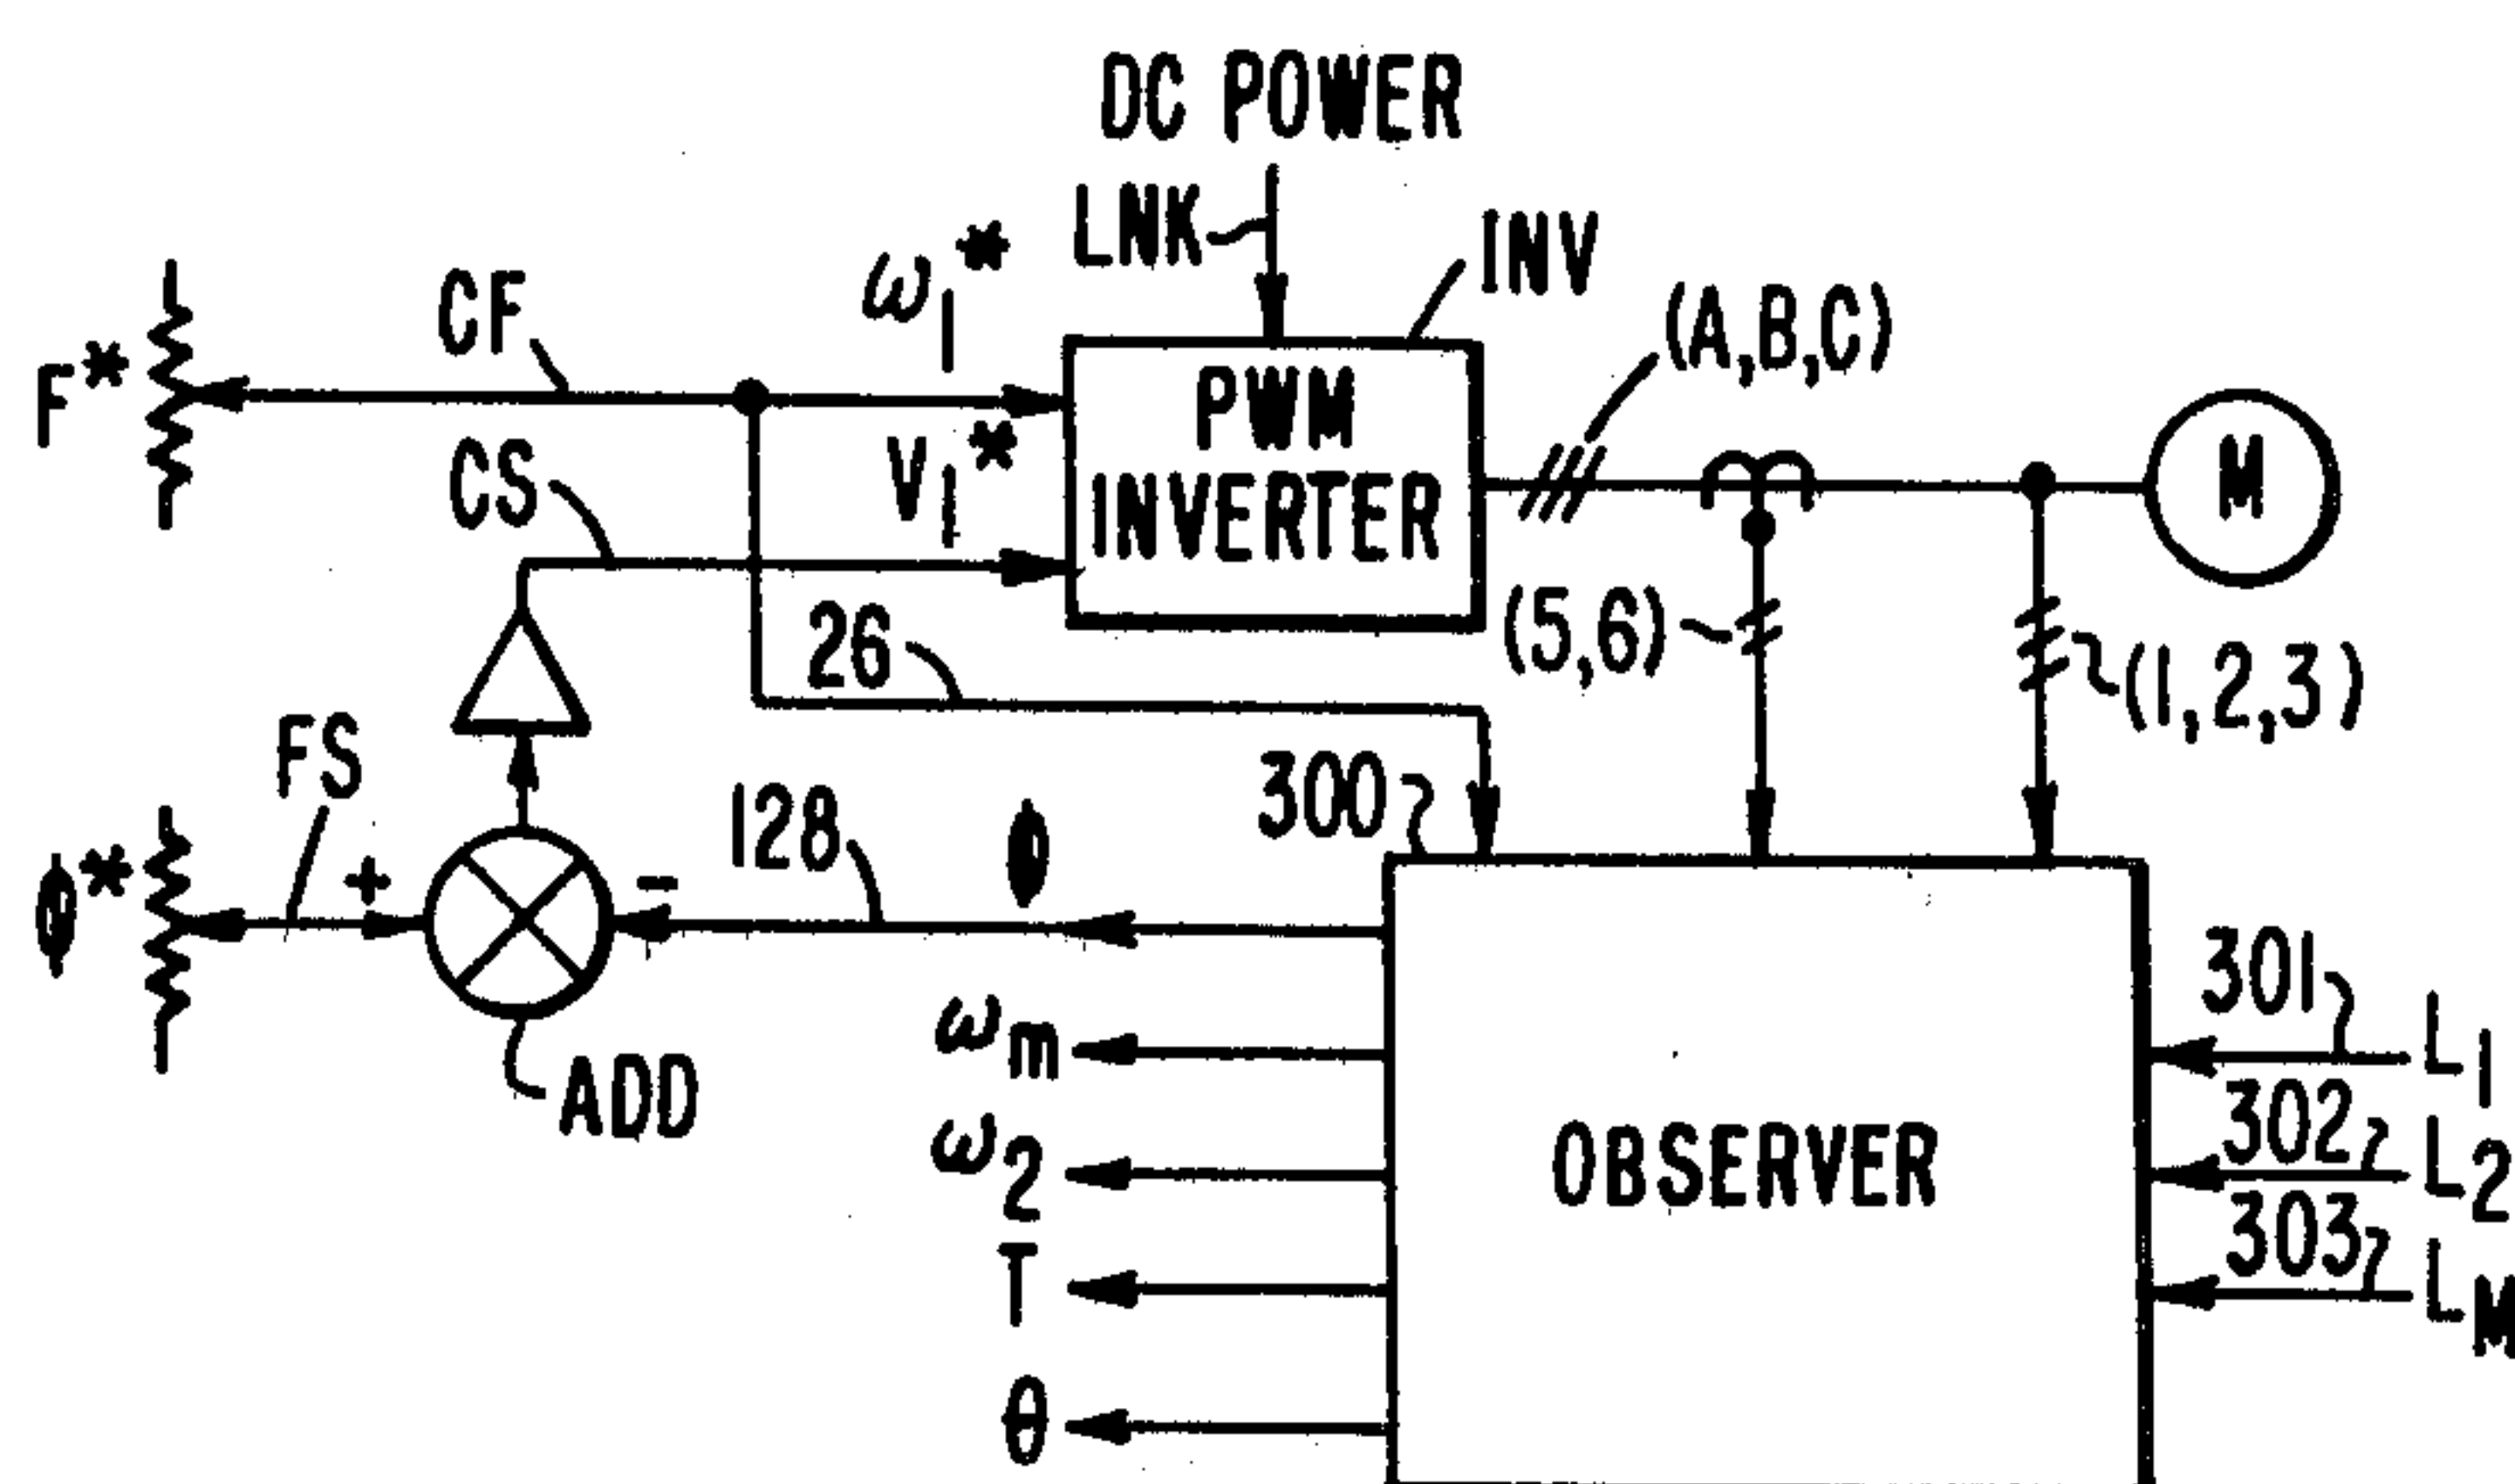 DC POWER
LNK
INV
ω1*
CF
(A,B,C)
F*
PWM
INVERTER
V1*
CS
M
(5,6)
26
(1,2,3)
FS
300
128
ϕ
ϕ*
+
-
301
L1
ωm
ADD
302
L2
ω2
OBSERVER
303
LM
T
θ